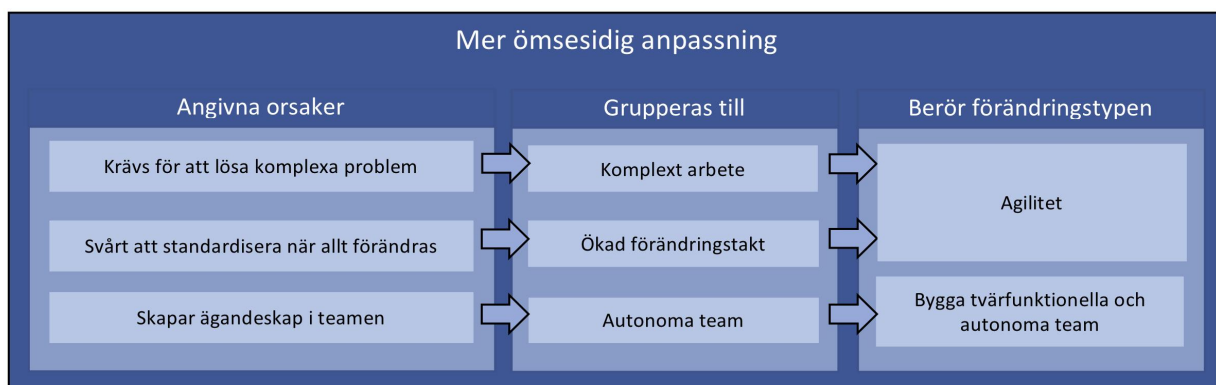 Mer ömsesidig anpassning
Angivna orsaker
Grupperas till
Berör förändringstypen
Krävs för att lösa komplexa problem
Komplext arbete
Agilitet
Svårt att standardisera när allt förändras
Ökad förändringstakt
Skapar ägandeskap i teamen
Autonoma team
Bygga tvärfunktionella och
autonoma team